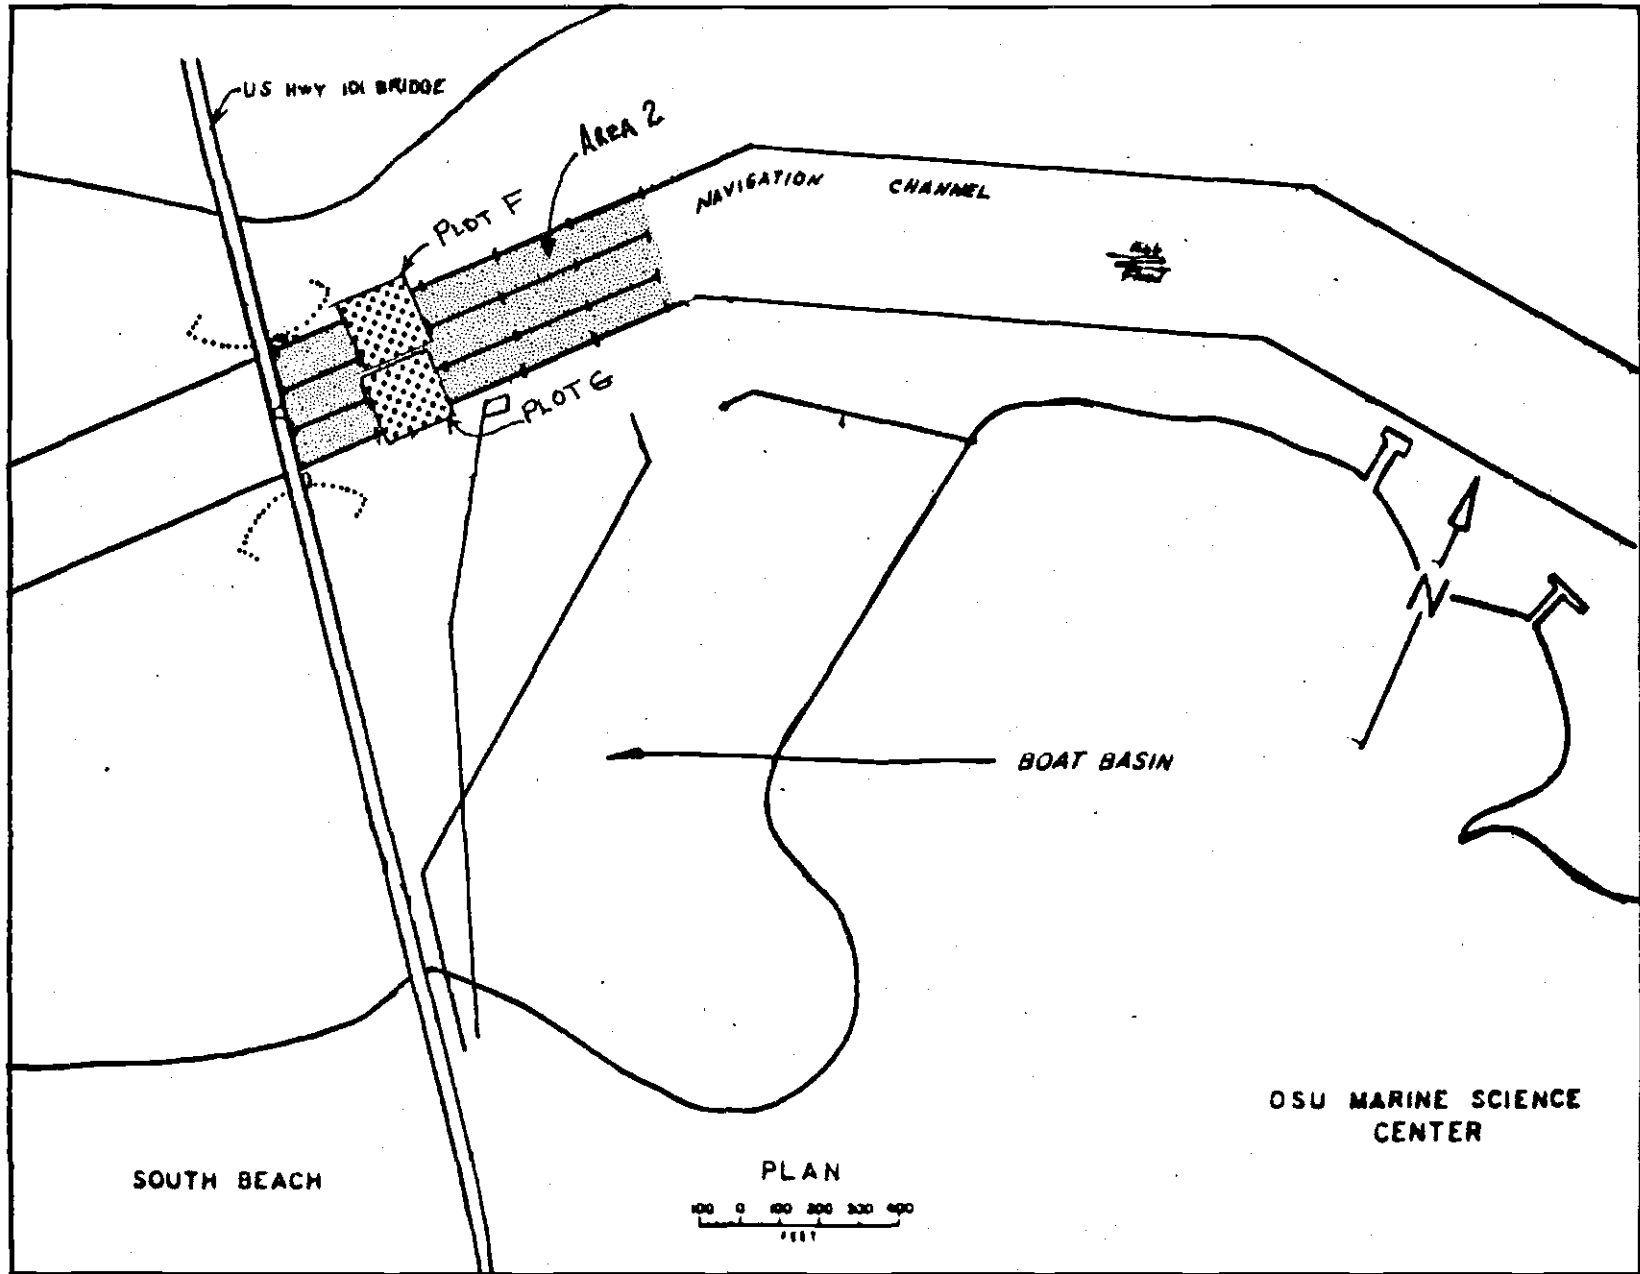 US HWY 101 BRIDGE
AREA 2
PLOT F
NAVIGATION CHANNEL
PLOT G
N
BOAT BASIN
OSU MARINE SCIENCE
CENTER
SOUTH BEACH
PLAN
100 0 100 200 300 400
FEET